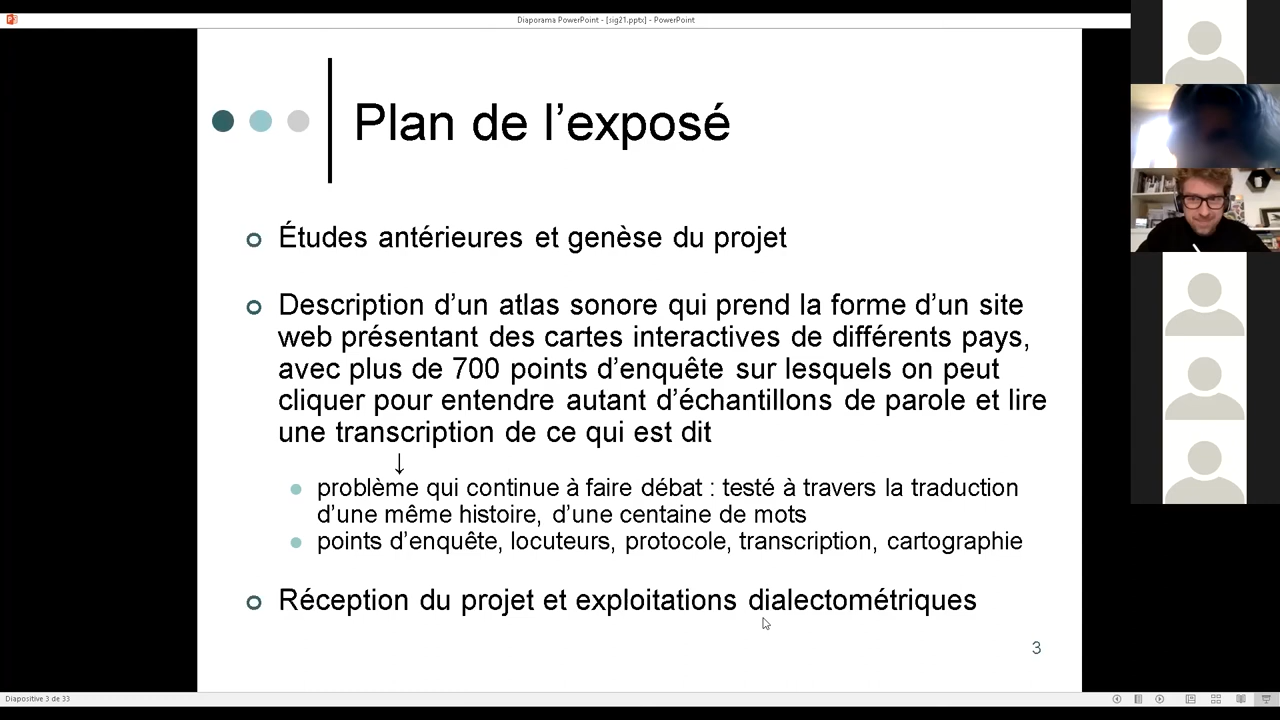 Diaporama PowerPoint - [sig21.pptx] - PowerPoint
Plan de l'exposé
Études antérieures et genèse du projet
Description d'un atlas sonore qui prend la forme d'un site
web présentant des cartes interactives de différents pays,
avec plus de 700 points d'enquête sur lesquels on peut
cliquer pour entendre autant d'échantillons de parole et lire
une transcription de ce qui est dit
↓
problème qui continue à faire débat : testé à travers la traduction
d'une même histoire, d'une centaine de mots
points d'enquête, locuteurs, protocole, transcription, cartographie
Réception du projet et exploitations dialectométriques
3
Diapositive 3 de 33